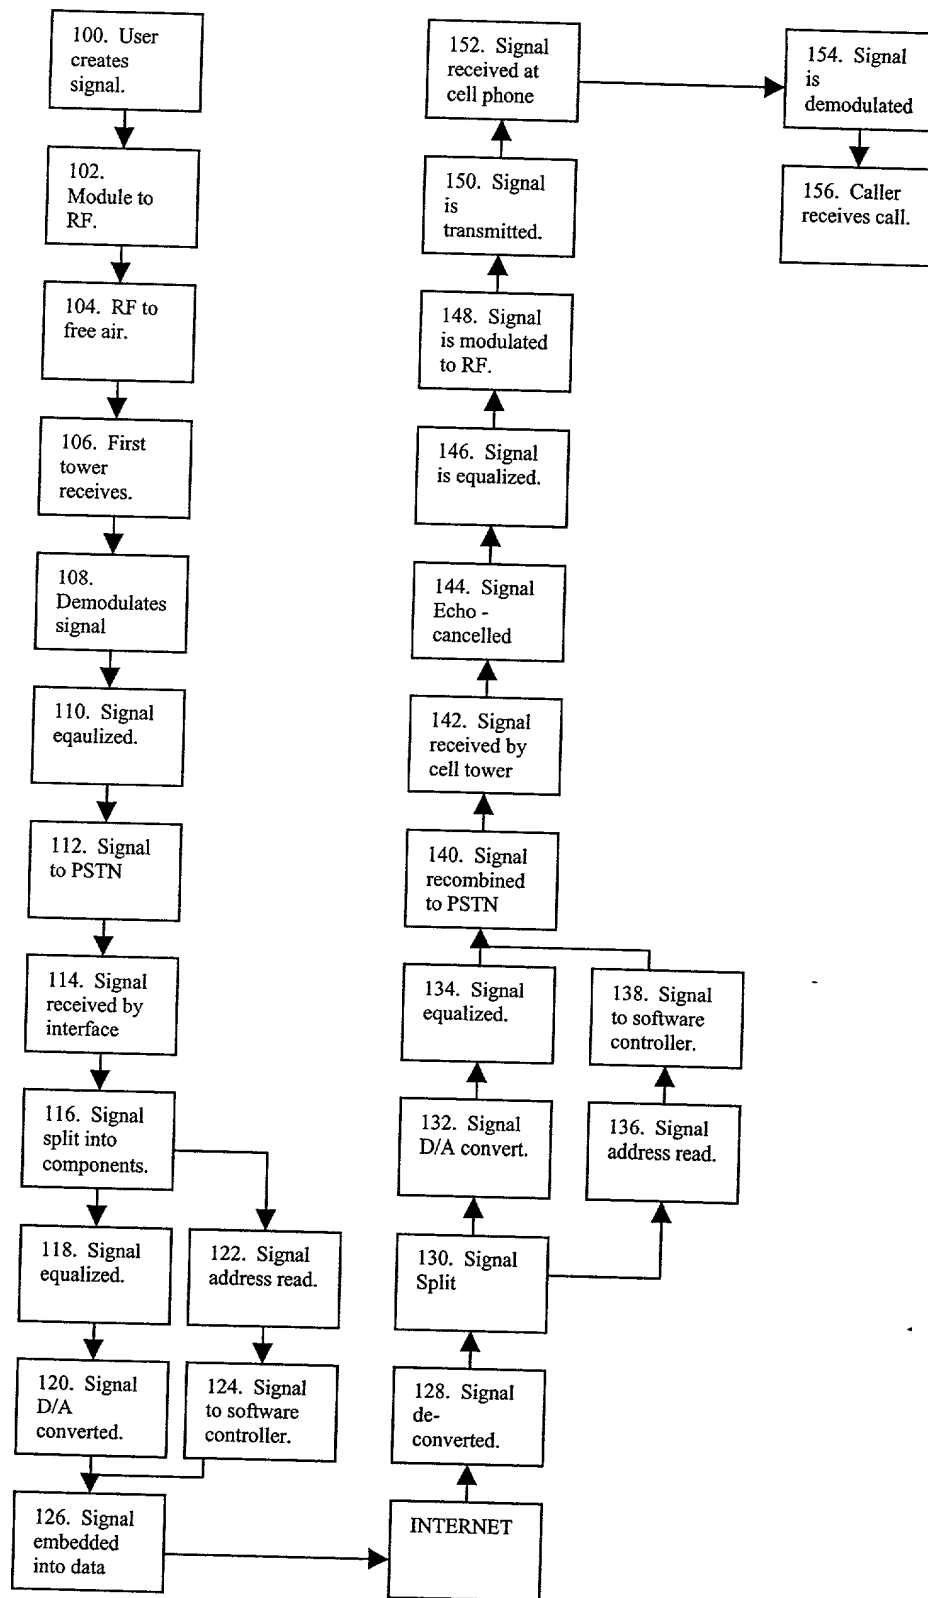 100. User
creates
signal.
102.
Module to
RF.
104. RF to
free air.
106. First
tower
receives.
108.
Demodulates
signal
110. Signal
eqaulized.
112. Signal
to PSTN
114. Signal
received by
interface
116. Signal
split into
components.
118. Signal
equalized.
122. Signal
address read.
120. Signal
D/A
converted.
124. Signal
to software
controller.
126. Signal
embedded
into data
INTERNET
128. Signal
de-
converted.
130. Signal
Split
132. Signal
D/A convert.
136. Signal
address read.
134. Signal
equalized.
138. Signal
to software
controller.
140. Signal
recombined
to PSTN
142. Signal
received by
cell tower
144. Signal
Echo -
cancelled
146. Signal
is equalized.
148. Signal
is modulated
to RF.
150. Signal
is
transmitted.
152. Signal
received at
cell phone
154. Signal
is
demodulated
156. Caller
receives call.